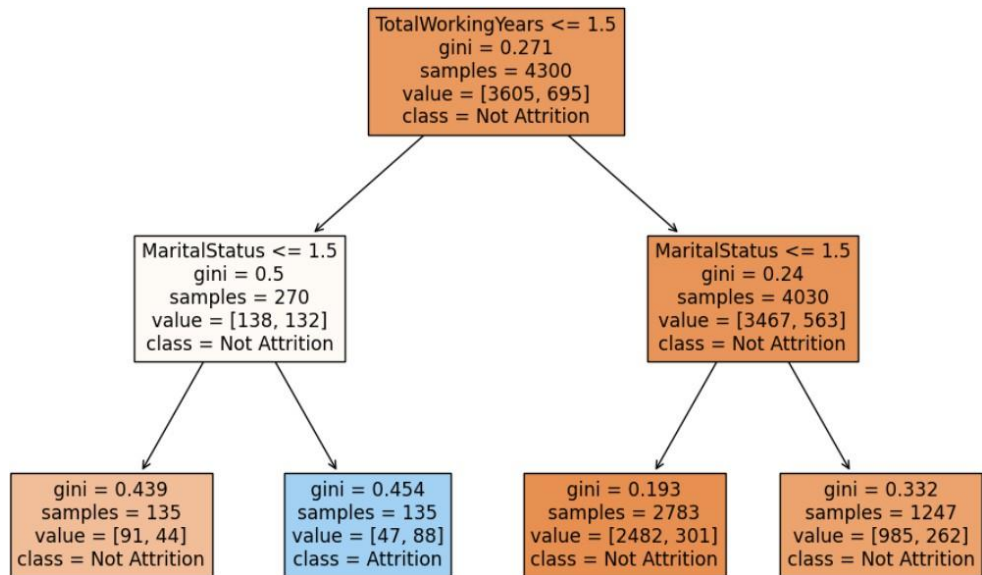 TotalWorkingYears <= 1.5
gini = 0.271
samples = 4300
value = [3605, 695]
class = Not Attrition
MaritalStatus <= 1.5
gini = 0.5
samples = 270
value = [138, 132]
class = Not Attrition
MaritalStatus <= 1.5
gini = 0.24
samples = 4030
value = [3467, 563]
class = Not Attrition
gini = 0.439
samples = 135
value = [91, 44]
class = Not Attrition
gini = 0.454
samples = 135
value = [47, 88]
class = Attrition
gini = 0.193
samples = 2783
value = [2482, 301]
class = Not Attrition
gini = 0.332
samples = 1247
value = [985, 262]
class = Not Attrition